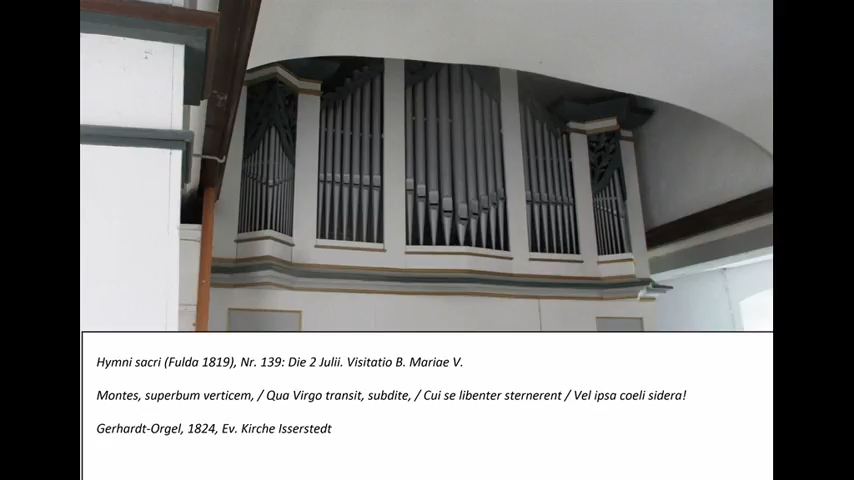 Hymni sacri (Fulda 1819), Nr. 139: Die 2 Julii. Visitatio B. Mariae V.
Montes, superbum verticem, / Qua Virgo transit, subdite, / Cui se libenter sternerent / Vel ipsa coeli sidera!
Gerhardt-Orgel, 1824, Ev. Kirche Isserstedt